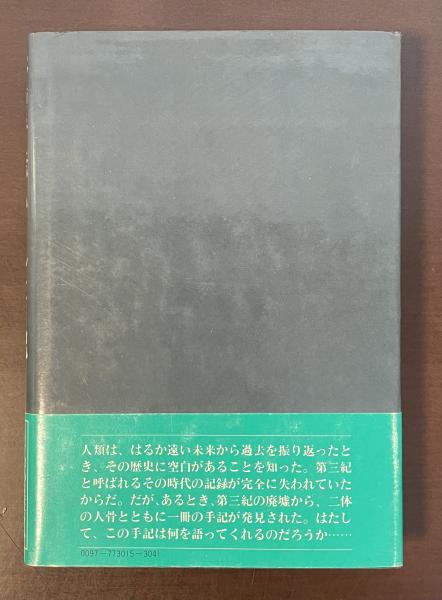 人類は、はるか遠い未来から過去を振り返ったと
き、その歴史に空白があることを知った。第三紀
と呼ばれるその時代の記録が完全に失われていた
からだ。だが、あるとき、第三紀の廃墟から、二体
の人骨とともに一冊の手記が発見された。はたし
て、この手記は何を語ってくれるのだろうか……
0097-773015-3041